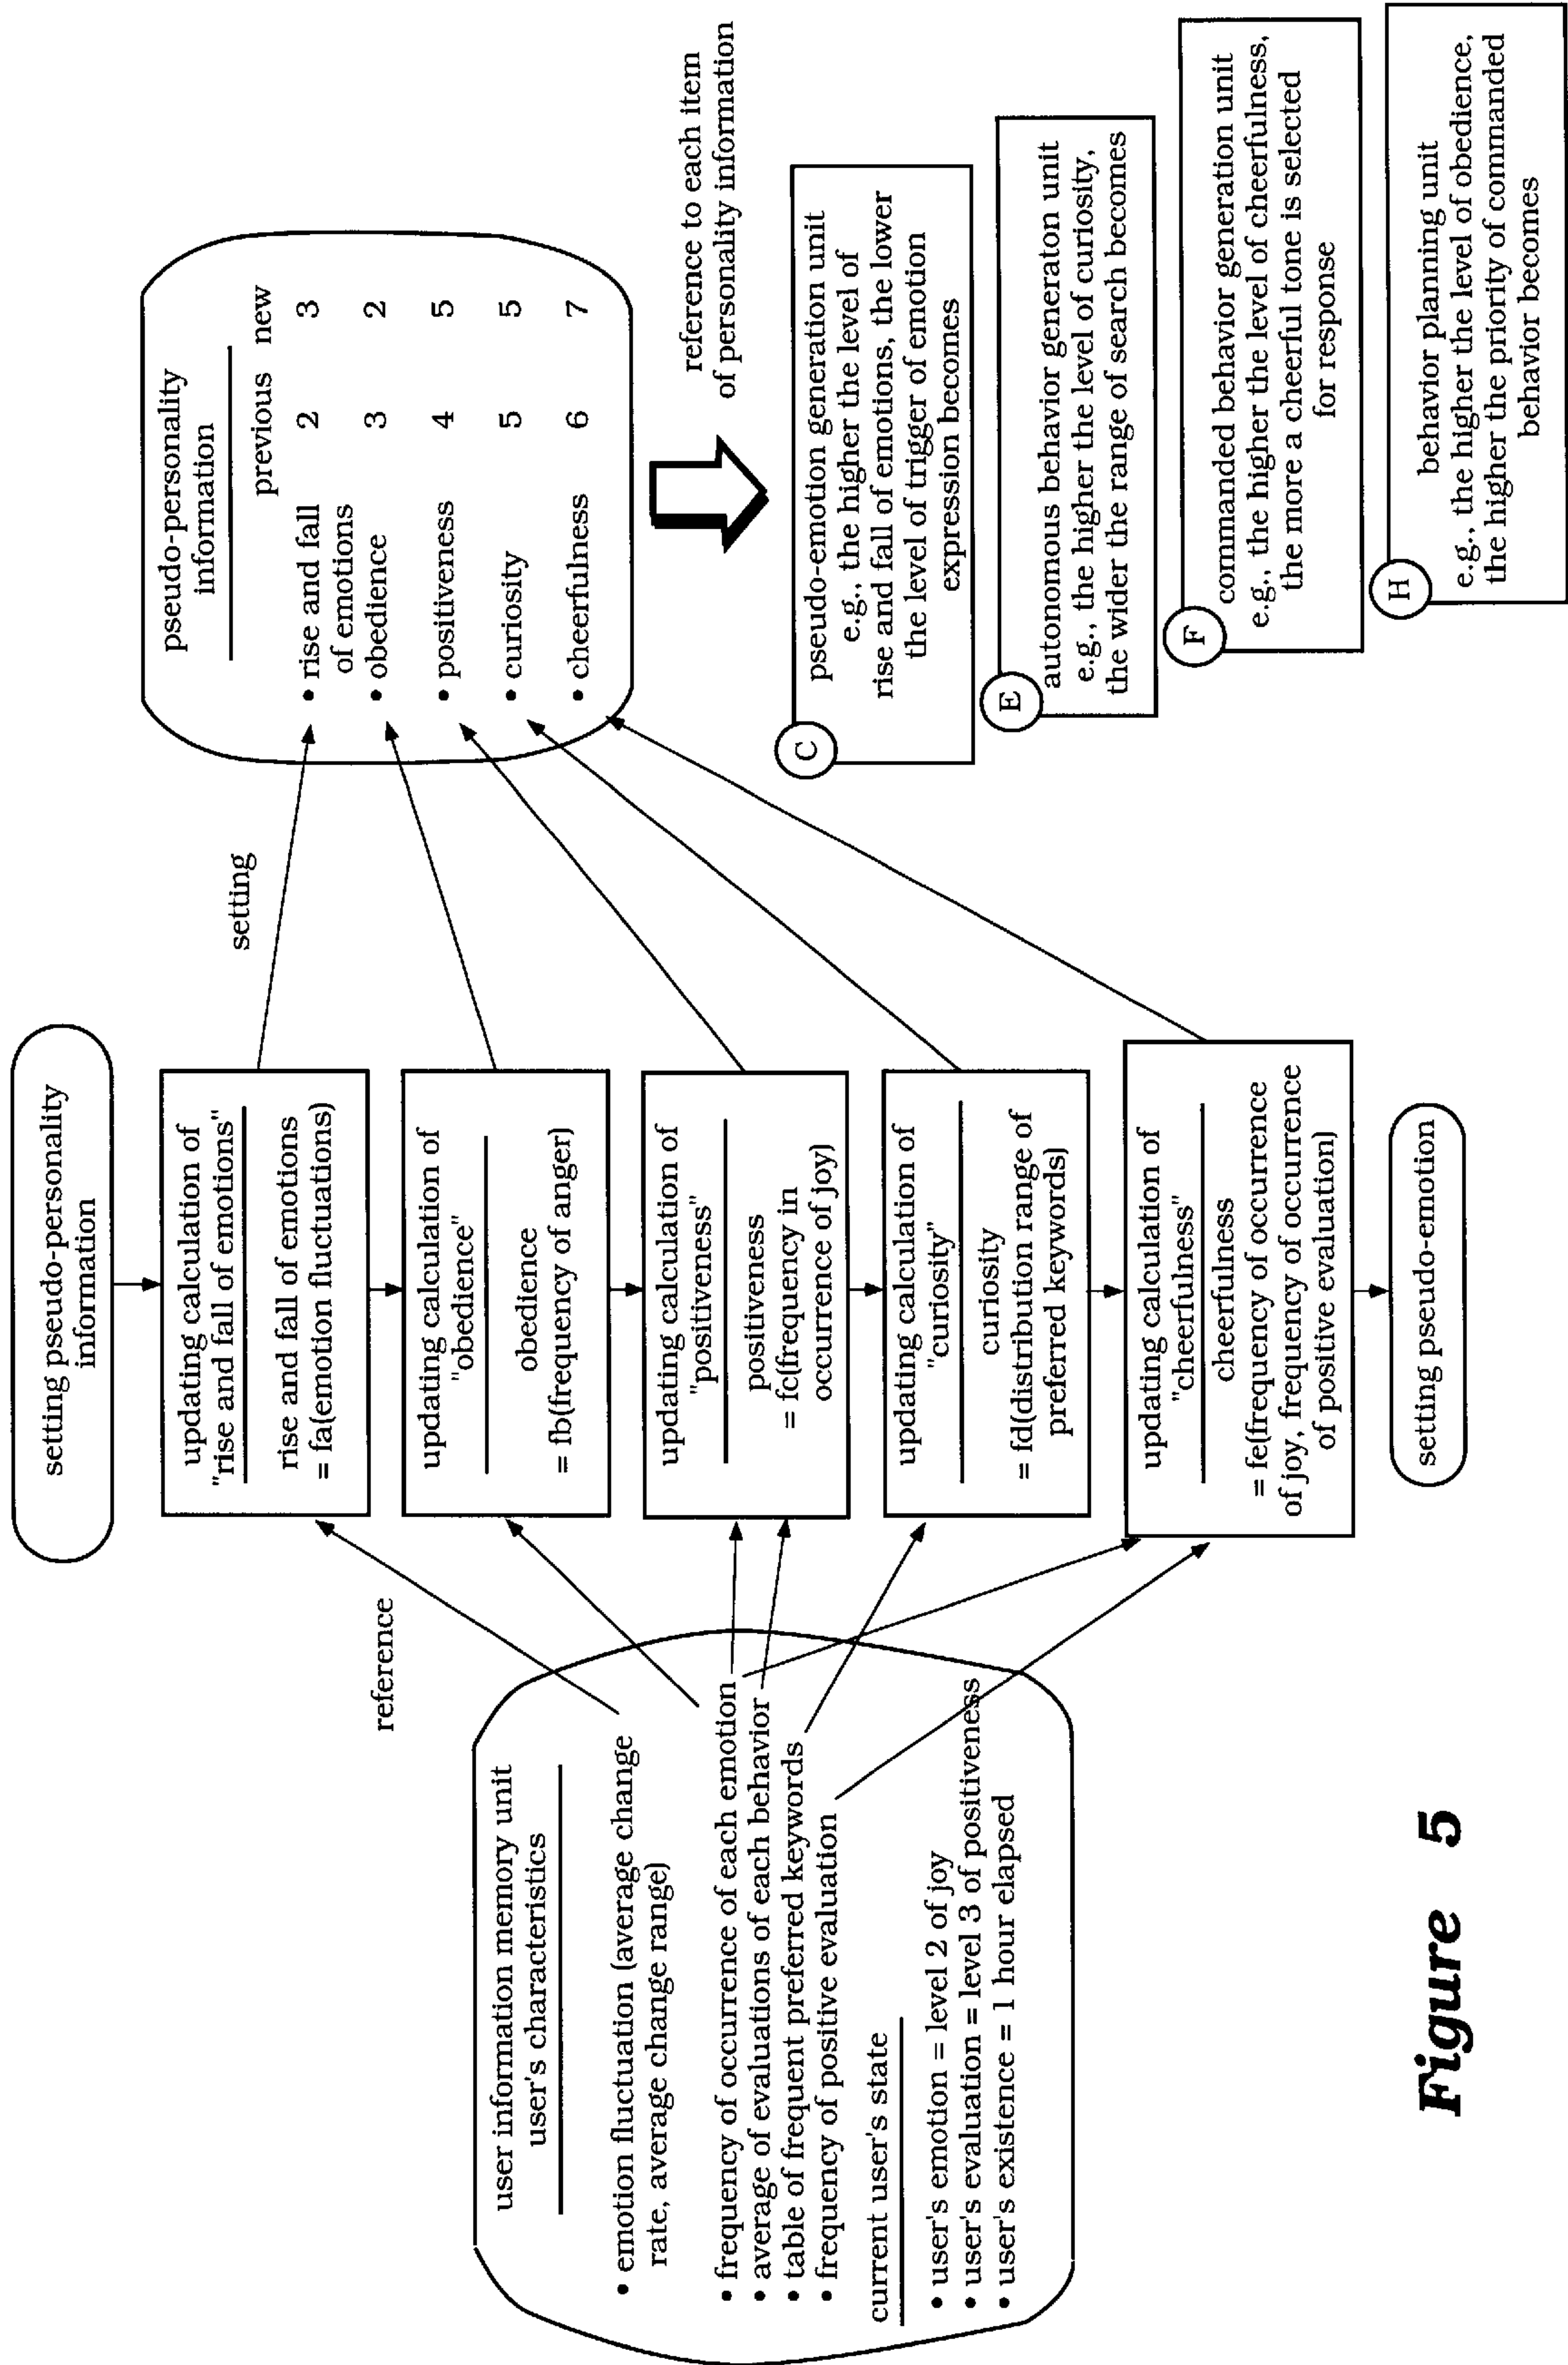 setting pseudo-personality
information
updating calculation of
"rise and fall of emotions"
rise and fall of emotions
= fa(emotion fluctuations)
updating calculation of
"obedience"
obedience
= fb(frequency of anger)
updating calculation of
"positiveness"
positiveness
= fc(frequency in
occurrence of joy)
updating calculation of
"curiosity"
curiosity
= fd(distribution range of
preferred keywords)
updating calculation of
"cheerfulness"
cheerfulness
= fe(frequency of occurrence
of joy, frequency of occurrence
of positive evaluation)
setting pseudo-emotion
reference
user information memory unit
user's characteristics
• emotion fluctuation (average change
rate, average change range)
• frequency of occurrence of each emotion
• average of evaluations of each behavior
• table of frequent preferred keywords
• frequency of positive evaluation
current user's state
• user's emotion = level 2 of joy
• user's evaluation = level 3 of positiveness
• user's existence = 1 hour elapsed
setting
pseudo-personality
information
previous new
• rise and fall 2 3
of emotions
• obedience 3 2
• positiveness 4 5
• curiosity 5 5
• cheerfulness 6 7
reference to each item
of personality information
C
pseudo-emotion generation unit
e.g., the higher the level of
rise and fall of emotions, the lower
the level of trigger of emotion
expression becomes
E
autonomous behavior generaton unit
e.g., the higher the level of curiosity,
the wider the range of search becomes
F
commanded behavior generation unit
e.g., the higher the level of cheerfulness,
the more a cheerful tone is selected
for response
H
behavior planning unit
e.g., the higher the level of obedience,
the higher the priority of commanded
behavior becomes
Figure 5